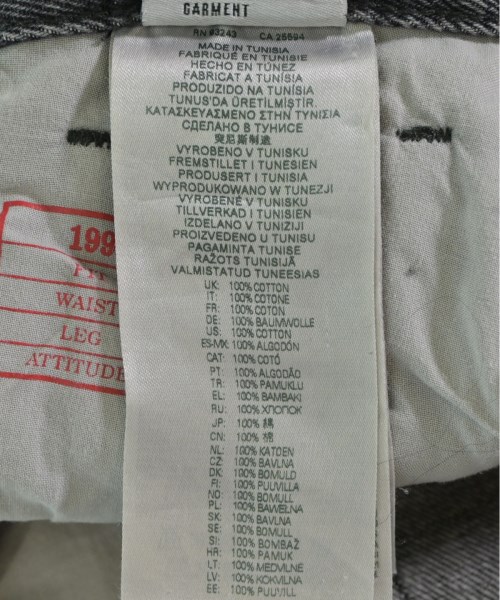 GARMENT
RN 93243 CA 25594
MADE IN TUNISIA
FABRIQUÉ EN TUNISIE
HECHO EN TÚNEZ
FABRICAT A TUNÍSIA
PRODUZIDO NA TUNÍSIA
TUNUS'DA ÜRETİLMİŞTİR.
ΚΑΤΑΣΚΕΥΑΣΜΕΝΟ ΣΤΗΝ ΤΥΝΗΣΙΑ
СДЕЛАНО В ТУНИСЕ
突尼斯制造
VYROBENO V TUNISKU
FREMSTILLET I TUNESIEN
PRODUSERT I TUNISIA
WYPRODUKOWANO W TUNEZJI
VYROBENÉ V TUNISKU
TILLVERKAD I TUNISIEN
IZDELANO V TUNIZIJI
PROIZVEDENO U TUNISU
PAGAMINTA TUNISE
RAŽOTS TUNISIJĀ
VALMISTATUD TUNEESIAS
UK: 100% COTTON
IT: 100% COTONE
FR: 100% COTON
DE: 100% BAUMWOLLE
US: 100% COTTON
ES-MX: 100% ALGODÓN
CAT: 100% COTÓ
PT: 100% ALGODÃO
TR: 100% PAMUKLU
EL: 100% ΒΑΜΒΑΚΙ
RU: 100% ХЛОПОК
JP: 100% 綿
CN: 100% 棉
NL: 100% KATOEN
CZ: 100% BAVLNA
DK: 100% BOMULD
FI: 100% PUUVILLA
NO: 100% BOMULL
PL: 100% BAWEŁNA
SK: 100% BAVLNA
SE: 100% BOMULL
SI: 100% BOMBAŽ
HR: 100% PAMUK
LT: 100% MEDVILNE
LV: 100% KOKVILNA
EE: 100% PUUVILL
199
FIT
WAIST
LEG
ATTITUDE